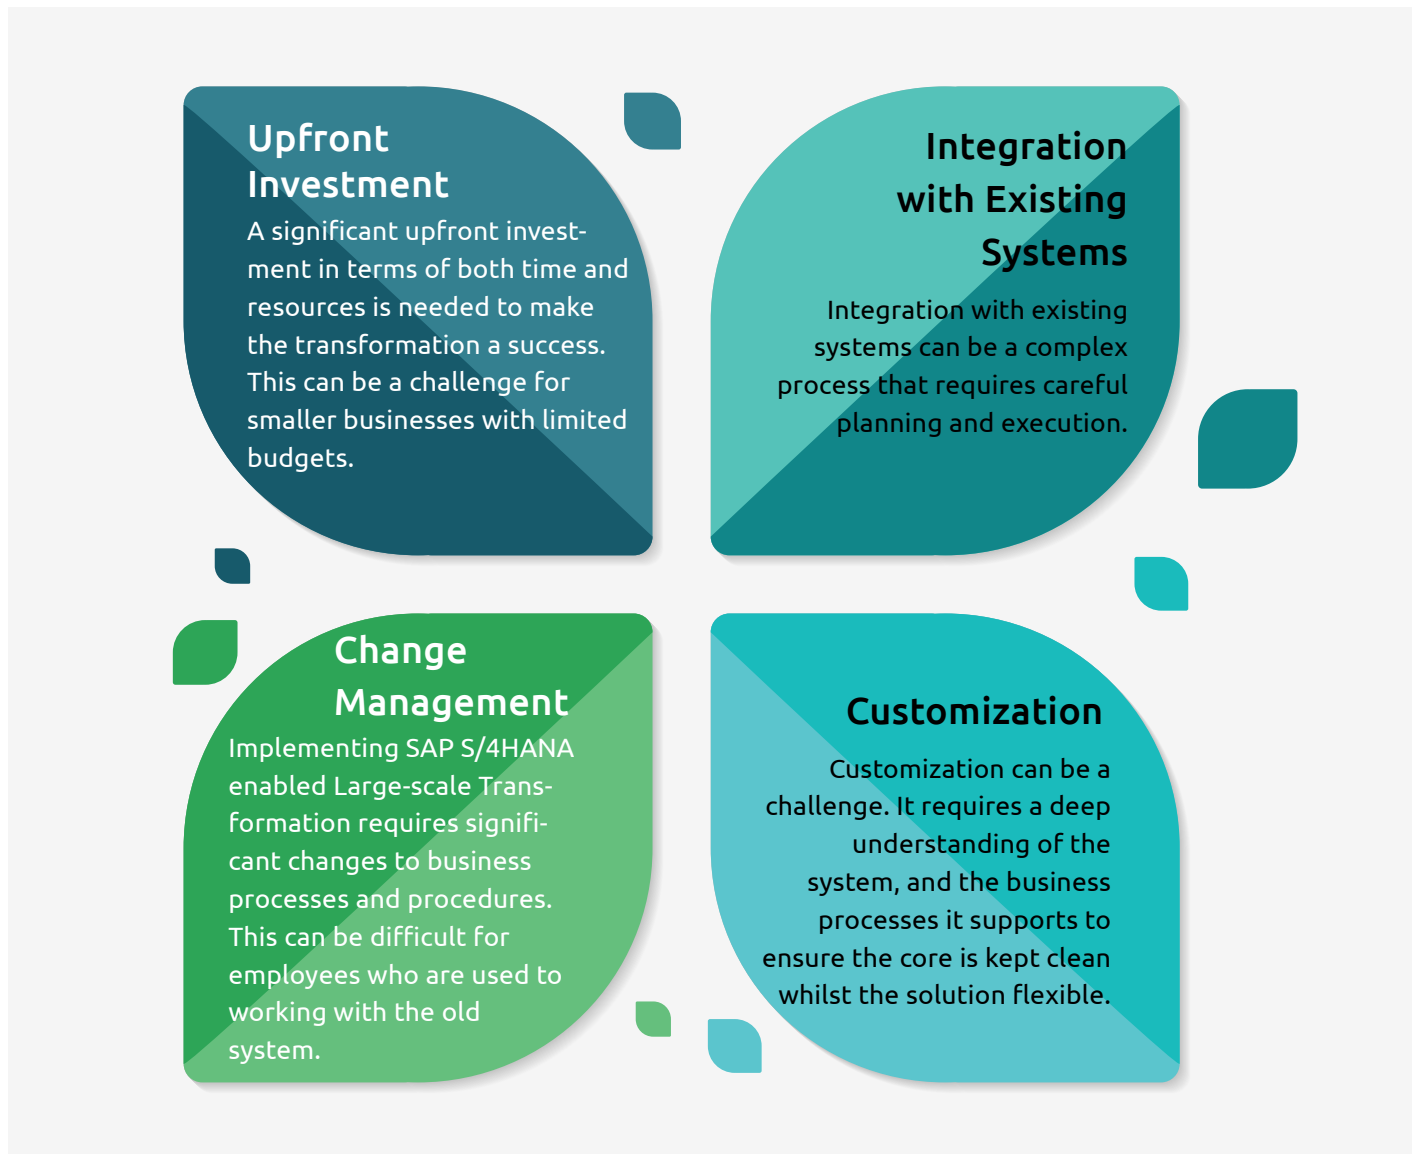 Upfront
Investment
A significant upfront invest-
ment in terms of both time and
resources is needed to make
the transformation a success.
This can be a challenge for
smaller businesses with limited
budgets.
Integration
with Existing
Systems
Integration with existing
systems can be a complex
process that requires careful
planning and execution.
Change
Management
Implementing SAP S/4HANA
enabled Large-scale Trans-
formation requires signifi-
cant changes to business
processes and procedures.
This can be difficult for
employees who are used to
working with the old
system.
Customization
Customization can be a
challenge. It requires a deep
understanding of the
system, and the business
processes it supports to
ensure the core is kept clean
whilst the solution flexible.